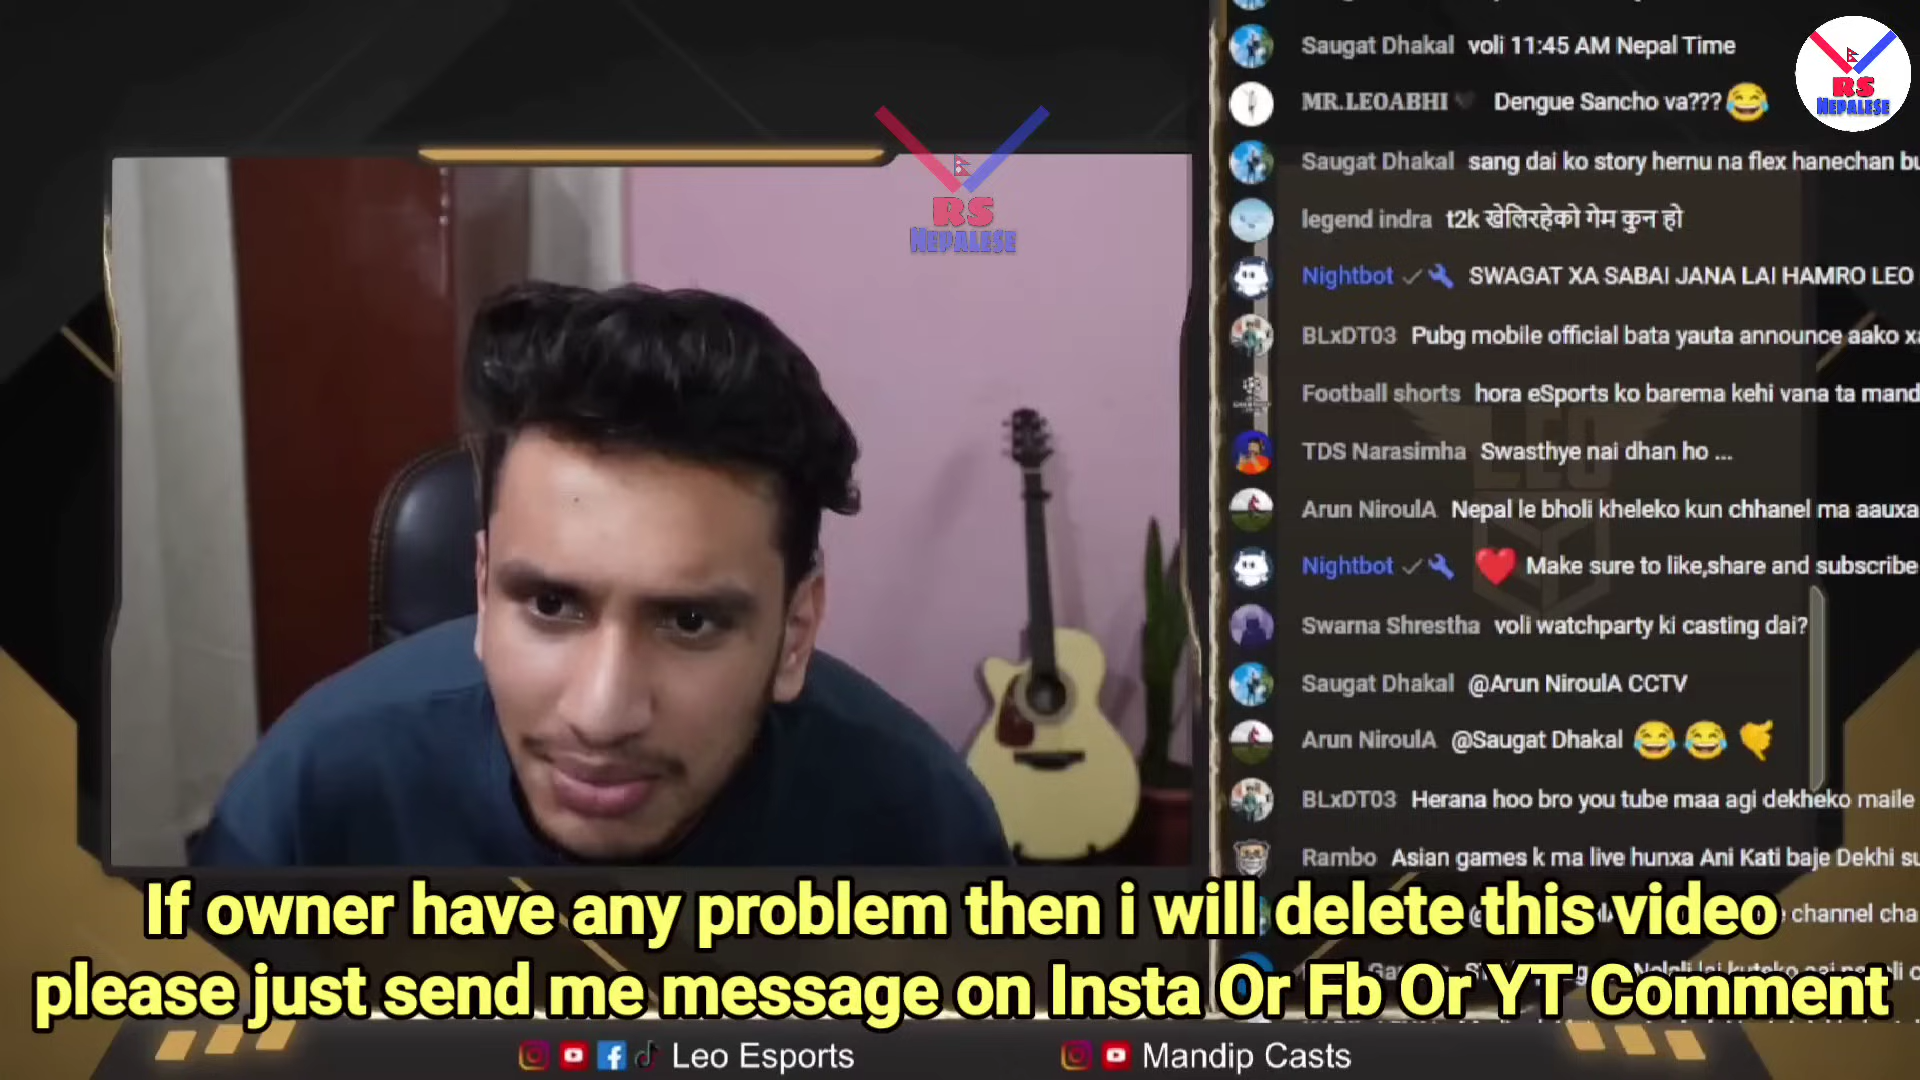 Saugat Dhakal voli 11:45 AM Nepal Time
MR.LEOABHI Dengue Sancho va???😂
Saugat Dhakal sang dai ko story hernu na flex hanechan bu
legend indra t2k खेलिरहेको गेम कुन हो
Nightbot SWAGAT XA SABAI JANA LAI HAMRO LEO
BLxDT03 Pubg mobile official bata yauta announce aako xa
Football shorts hora eSports ko barema kehi vana ta mand
TDS Narasimha Swasthye nai dhan ho ...
Arun NiroulA Nepal le bholi kheleko kun chhanel ma aauxa
Nightbot ❤️ Make sure to like,share and subscribe
Swarna Shrestha voli watchparty ki casting dai?
Saugat Dhakal @Arun NiroulA CCTV
Arun NiroulA @Saugat Dhakal 😂😂🤙
BLxDT03 Herana hoo bro you tube maa agi dekheko maile
Rambo Asian games k ma live hunxa Ani Kati baje Dekhi su
channel cha
RS
NEPALESE
RS
NEPALESE
LEO
If owner have any problem then i will delete this video
please just send me message on Insta Or Fb Or YT Comment
Leo Esports
Mandip Casts